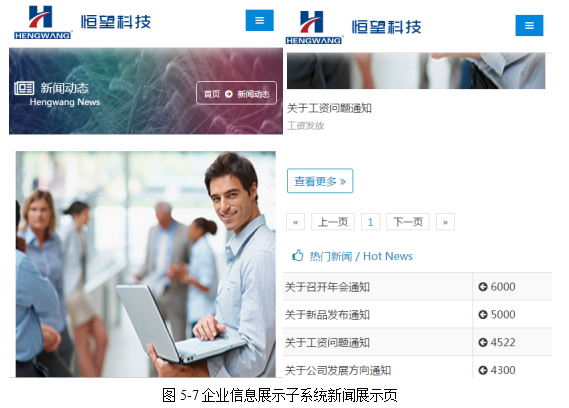 HENGWANG
恒望科技
新闻动态
Hengwang News
首页 新闻动态
HENGWANG
恒望科技
关于工资问题通知
工资发放
查看更多 »
« 上一页 1 下一页 »
热门新闻 / Hot News
关于召开年会通知 6000
关于新品发布通知 5000
关于工资问题通知 4522
关于公司发展方向通知 4300
图 5-7 企业信息展示子系统新闻展示页